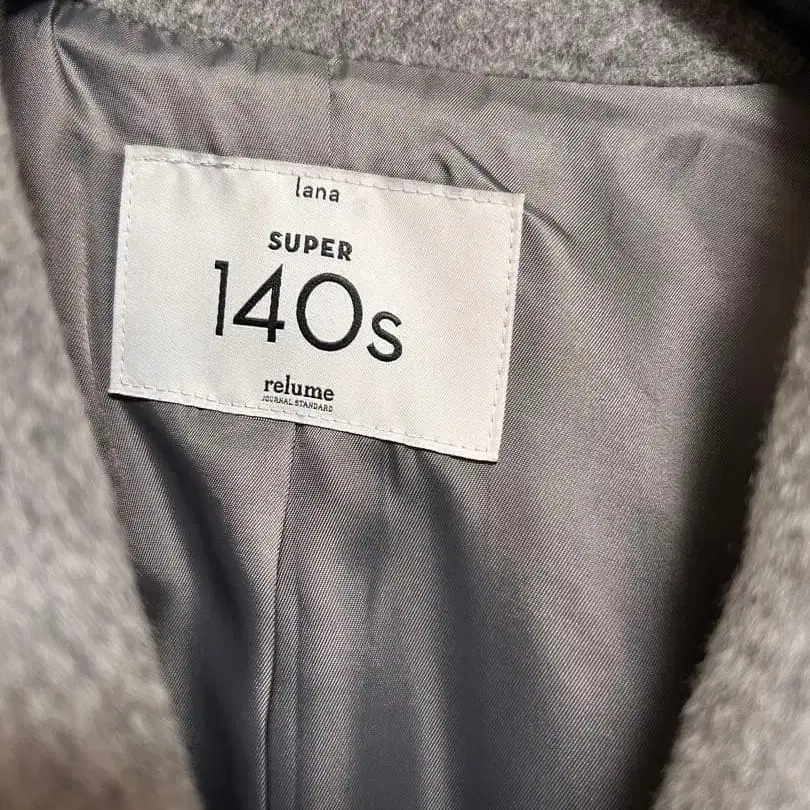 lana
SUPER
140s
relume
JOURNAL STANDARD